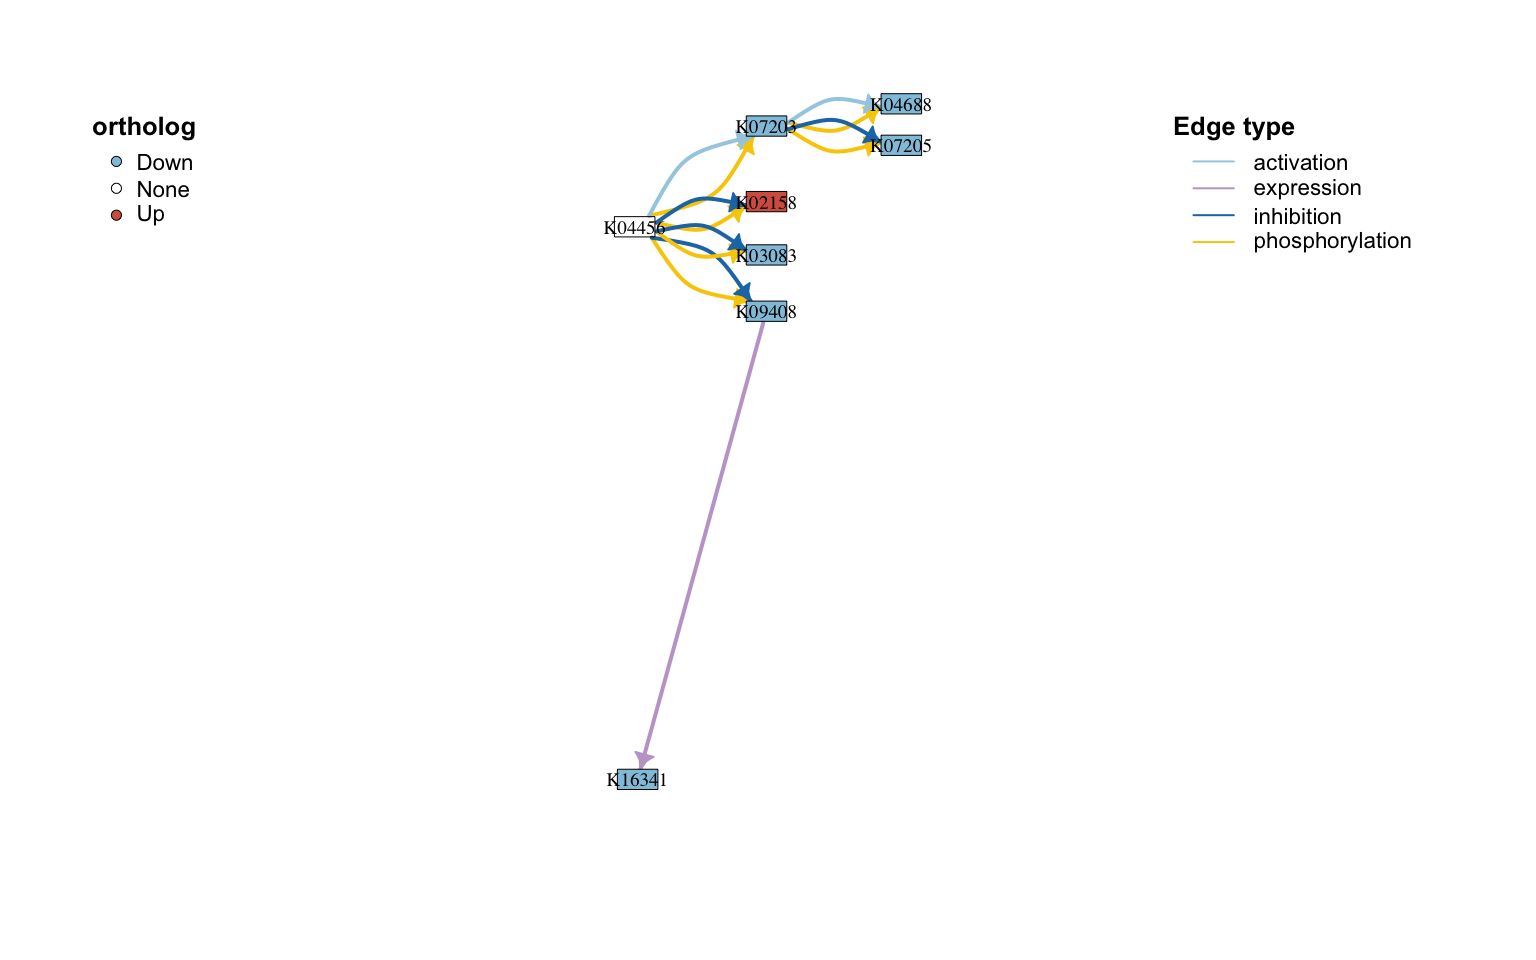 ortholog
Down
None
Up
K04688
K07203
K07205
K02158
K04456
K03083
K09408
K16341
Edge type
activation
expression
inhibition
phosphorylation